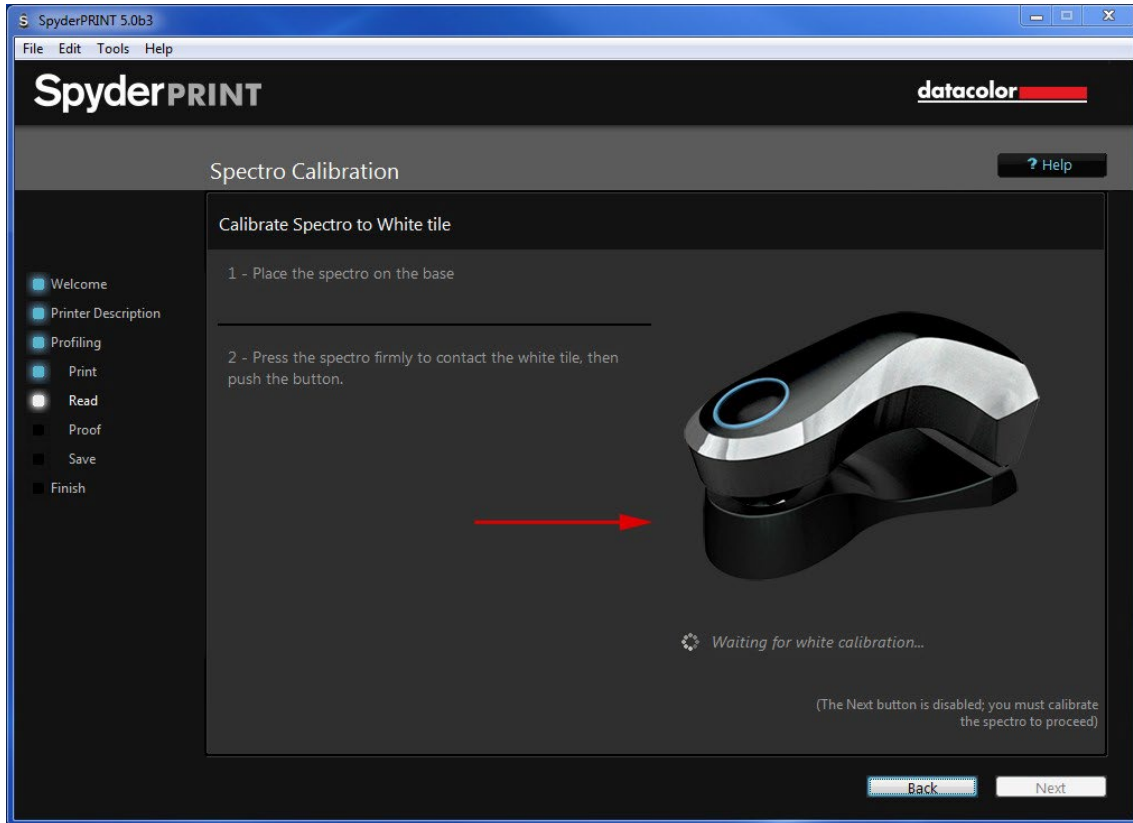 SpyderPRINT 5.0b3
File Edit Tools Help
SpyderPRINT
datacolor
Spectro Calibration
? Help
Calibrate Spectro to White tile
1 - Place the spectro on the base
2 - Press the spectro firmly to contact the white tile, then
push the button.
Welcome
Printer Description
Profiling
Print
Read
Proof
Save
Finish
Waiting for white calibration...
(The Next button is disabled; you must calibrate
the spectro to proceed)
Back
Next